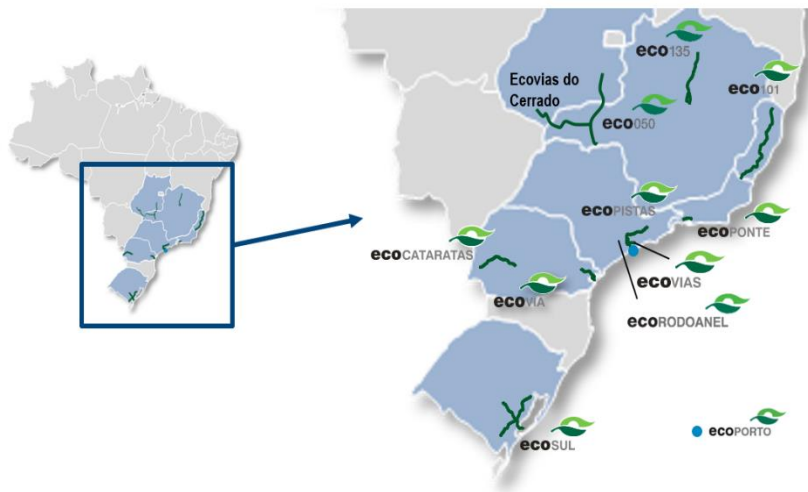 eco135
Ecovias do
Cerrado
eco101
eco050
ecoPISTAS
ecoPONTE
ecoCATARATAS
ecoVIAS
ecoVIA
ecoRODOANEL
ecoSUL
ecoPORTO